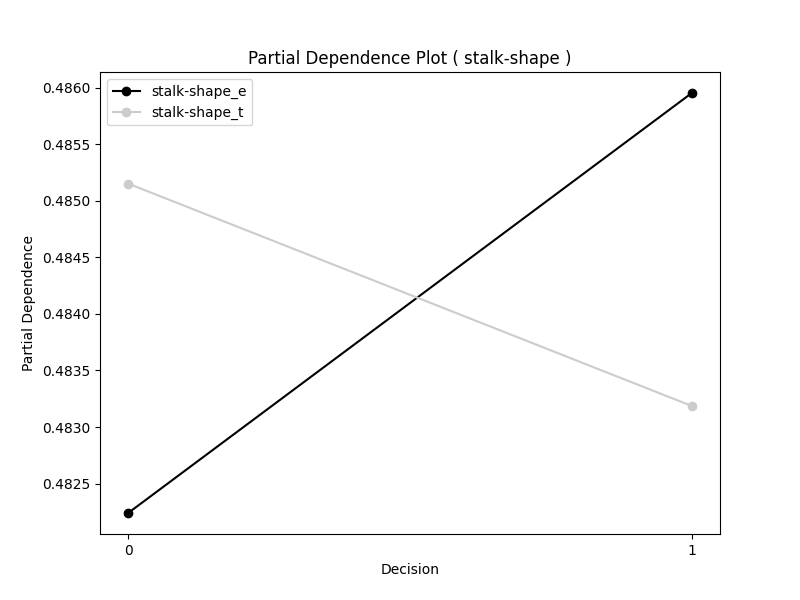 Partial Dependence Plot ( stalk-shape )
stalk-shape_e
stalk-shape_t
0.4860
0.4855
0.4850
0.4845
0.4840
0.4835
0.4830
0.4825
Partial Dependence
0 1
Decision